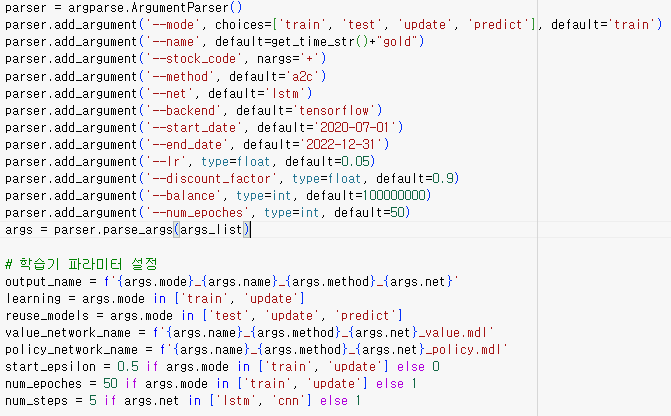 parser = argparse.ArgumentParser()
parser.add_argument('--mode', choices=['train', 'test', 'update', 'predict'], default='train')
parser.add_argument('--name', default=get_time_str()+"gold")
parser.add_argument('--stock_code', nargs='+')
parser.add_argument('--method', default='a2c')
parser.add_argument('--net', default='lstm')
parser.add_argument('--backend', default='tensorflow')
parser.add_argument('--start_date', default='2020-07-01')
parser.add_argument('--end_date', default='2022-12-31')
parser.add_argument('--lr', type=float, default=0.05)
parser.add_argument('--discount_factor', type=float, default=0.9)
parser.add_argument('--balance', type=int, default=100000000)
parser.add_argument('--num_epoches', type=int, default=50)
args = parser.parse_args(args_list)
# 학습기 파라미터 설정
output_name = f'{args.mode}_{args.name}_{args.method}_{args.net}'
learning = args.mode in ['train', 'update']
reuse_models = args.mode in ['test', 'update', 'predict']
value_network_name = f'{args.name}_{args.method}_{args.net}_value.mdl'
policy_network_name = f'{args.name}_{args.method}_{args.net}_policy.mdl'
start_epsilon = 0.5 if args.mode in ['train', 'update'] else 0
num_epoches = 50 if args.mode in ['train', 'update'] else 1
num_steps = 5 if args.net in ['lstm', 'cnn'] else 1